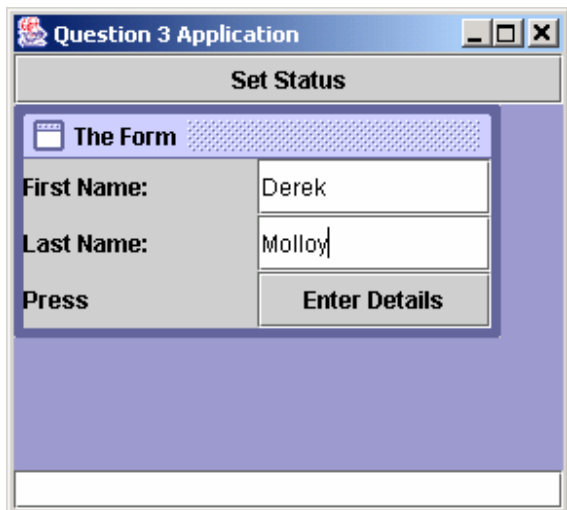 Question 3 Application
Set Status
The Form
First Name: Derek
Last Name: Molloy
Press Enter Details